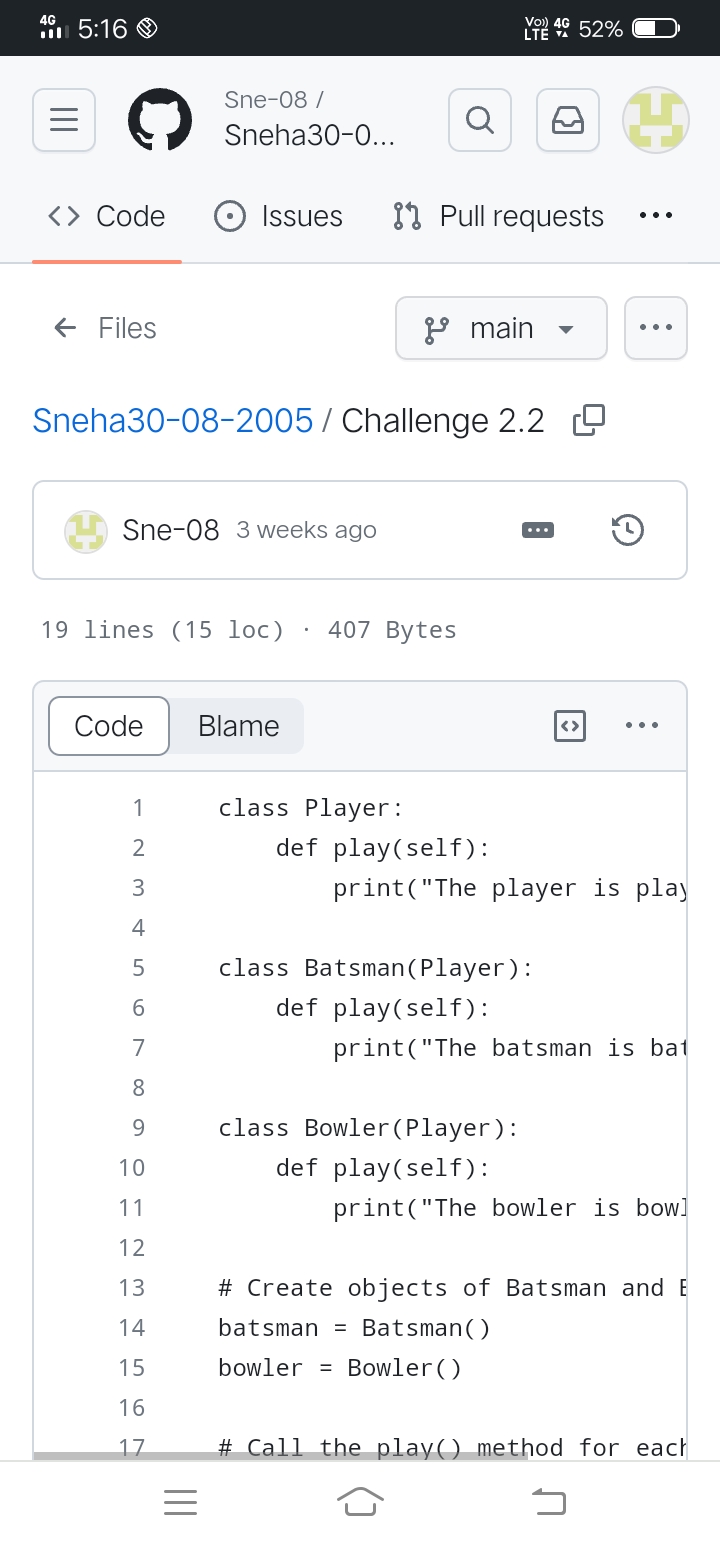 4G 5:16 Vo) LTE 4G 52%
Sne-08 /
Sneha30-0...
Code Issues Pull requests
Files main
Sneha30-08-2005 / Challenge 2.2
Sne-08 3 weeks ago
19 lines (15 loc) · 407 Bytes
Code Blame
1 class Player:
2 def play(self):
3 print("The player is play
4
5 class Batsman(Player):
6 def play(self):
7 print("The batsman is bat
8
9 class Bowler(Player):
10 def play(self):
11 print("The bowler is bowl
12
13 # Create objects of Batsman and B
14 batsman = Batsman()
15 bowler = Bowler()
16
17 # Call the play() method for each